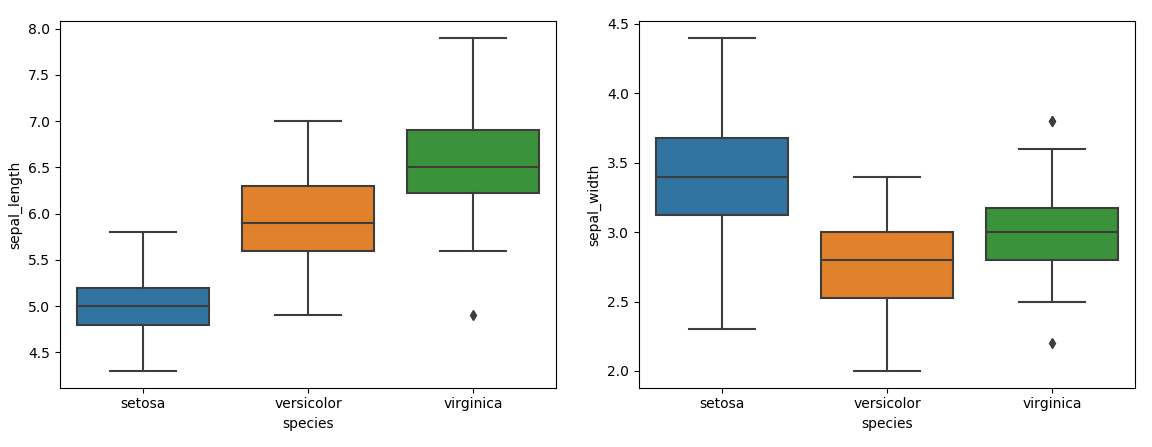 8.0
7.5
7.0
6.5
6.0
5.5
5.0
4.5
sepal_length
setosa versicolor virginica
species
4.5
4.0
3.5
3.0
2.5
2.0
sepal_width
setosa versicolor virginica
species